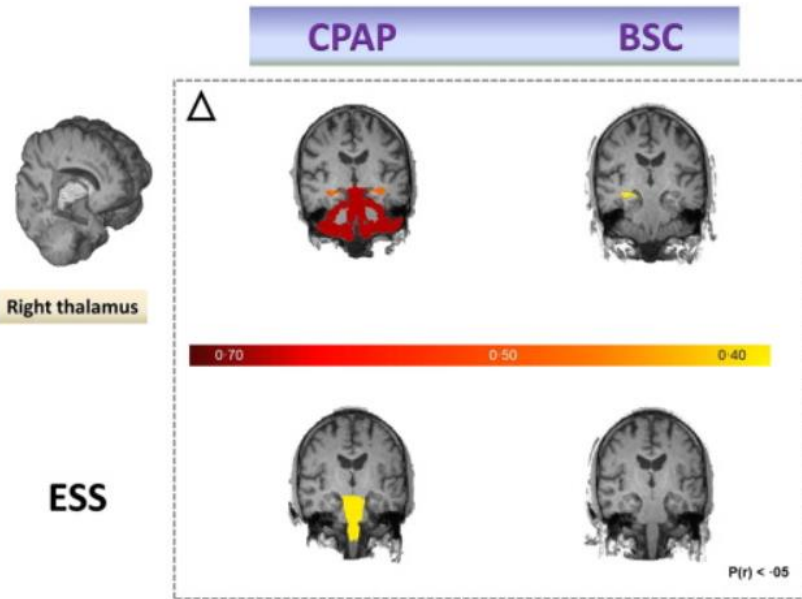 CPAP BSC
Δ
Right thalamus
0·70 0·50 0·40
ESS
P(r) < ·05